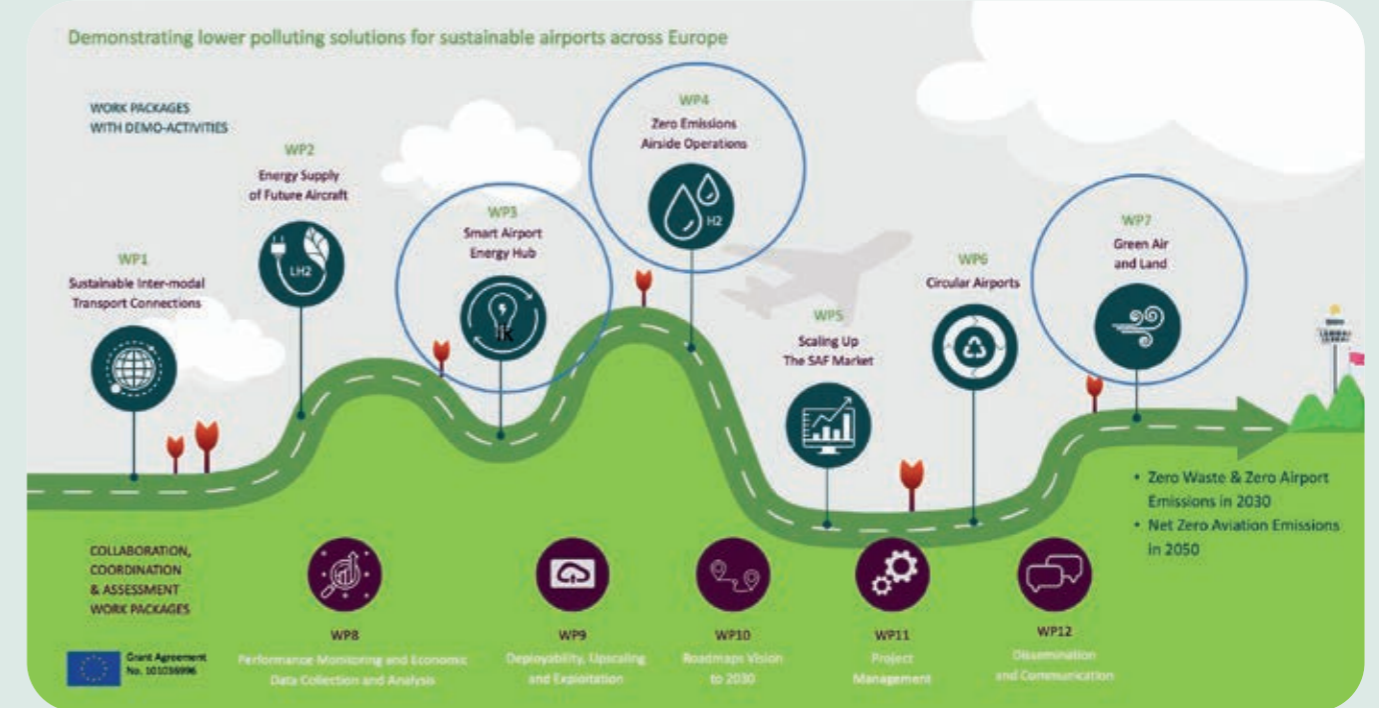 Demonstrating lower polluting solutions for sustainable airports across Europe
WORK PACKAGES
WITH DEMO-ACTIVITIES
WP1
Sustainable Inter-modal
Transport Connections
WP2
Energy Supply
of Future Aircraft
LH2
WP3
Smart Airport
Energy Hub
WP4
Zero Emissions
Airside Operations
H2
WP5
Scaling Up
The SAF Market
WP6
Circular Airports
WP7
Green Air
and Land
• Zero Waste & Zero Airport
Emissions in 2030
• Net Zero Aviation Emissions
in 2050
COLLABORATION,
COORDINATION
& ASSESSMENT
WORK PACKAGES
WP8
Performance Monitoring and Economic
Data Collection and Analysis
WP9
Deployability, Upscaling
and Exploitation
WP10
Roadmaps Vision
to 2030
WP11
Project
Management
WP12
Dissemination
and Communication
Grant Agreement
No. 101036996